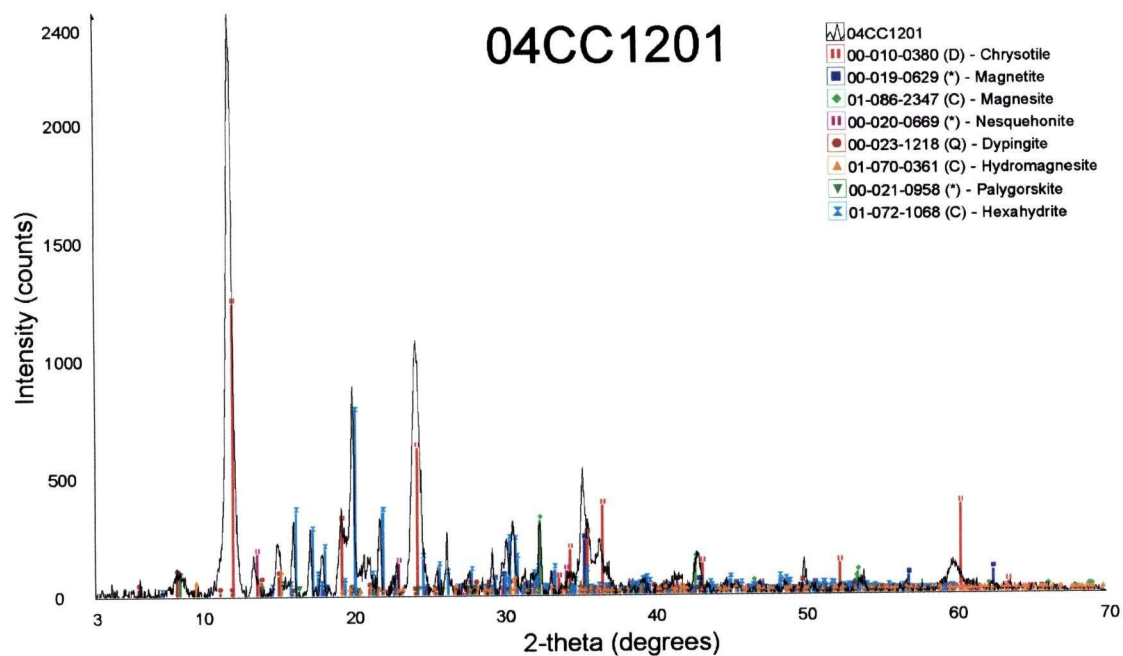 04CC1201
04CC1201
00-010-0380 (D) - Chrysotile
00-019-0629 (*) - Magnetite
01-086-2347 (C) - Magnesite
00-020-0669 (*) - Nesquehonite
00-023-1218 (Q) - Dypingite
01-070-0361 (C) - Hydromagnesite
00-021-0958 (*) - Palygorskite
01-072-1068 (C) - Hexahydrite
Intensity (counts)
2400
2000
1500
1000
500
0
3 10 20 30 40 50 60 70
2-theta (degrees)